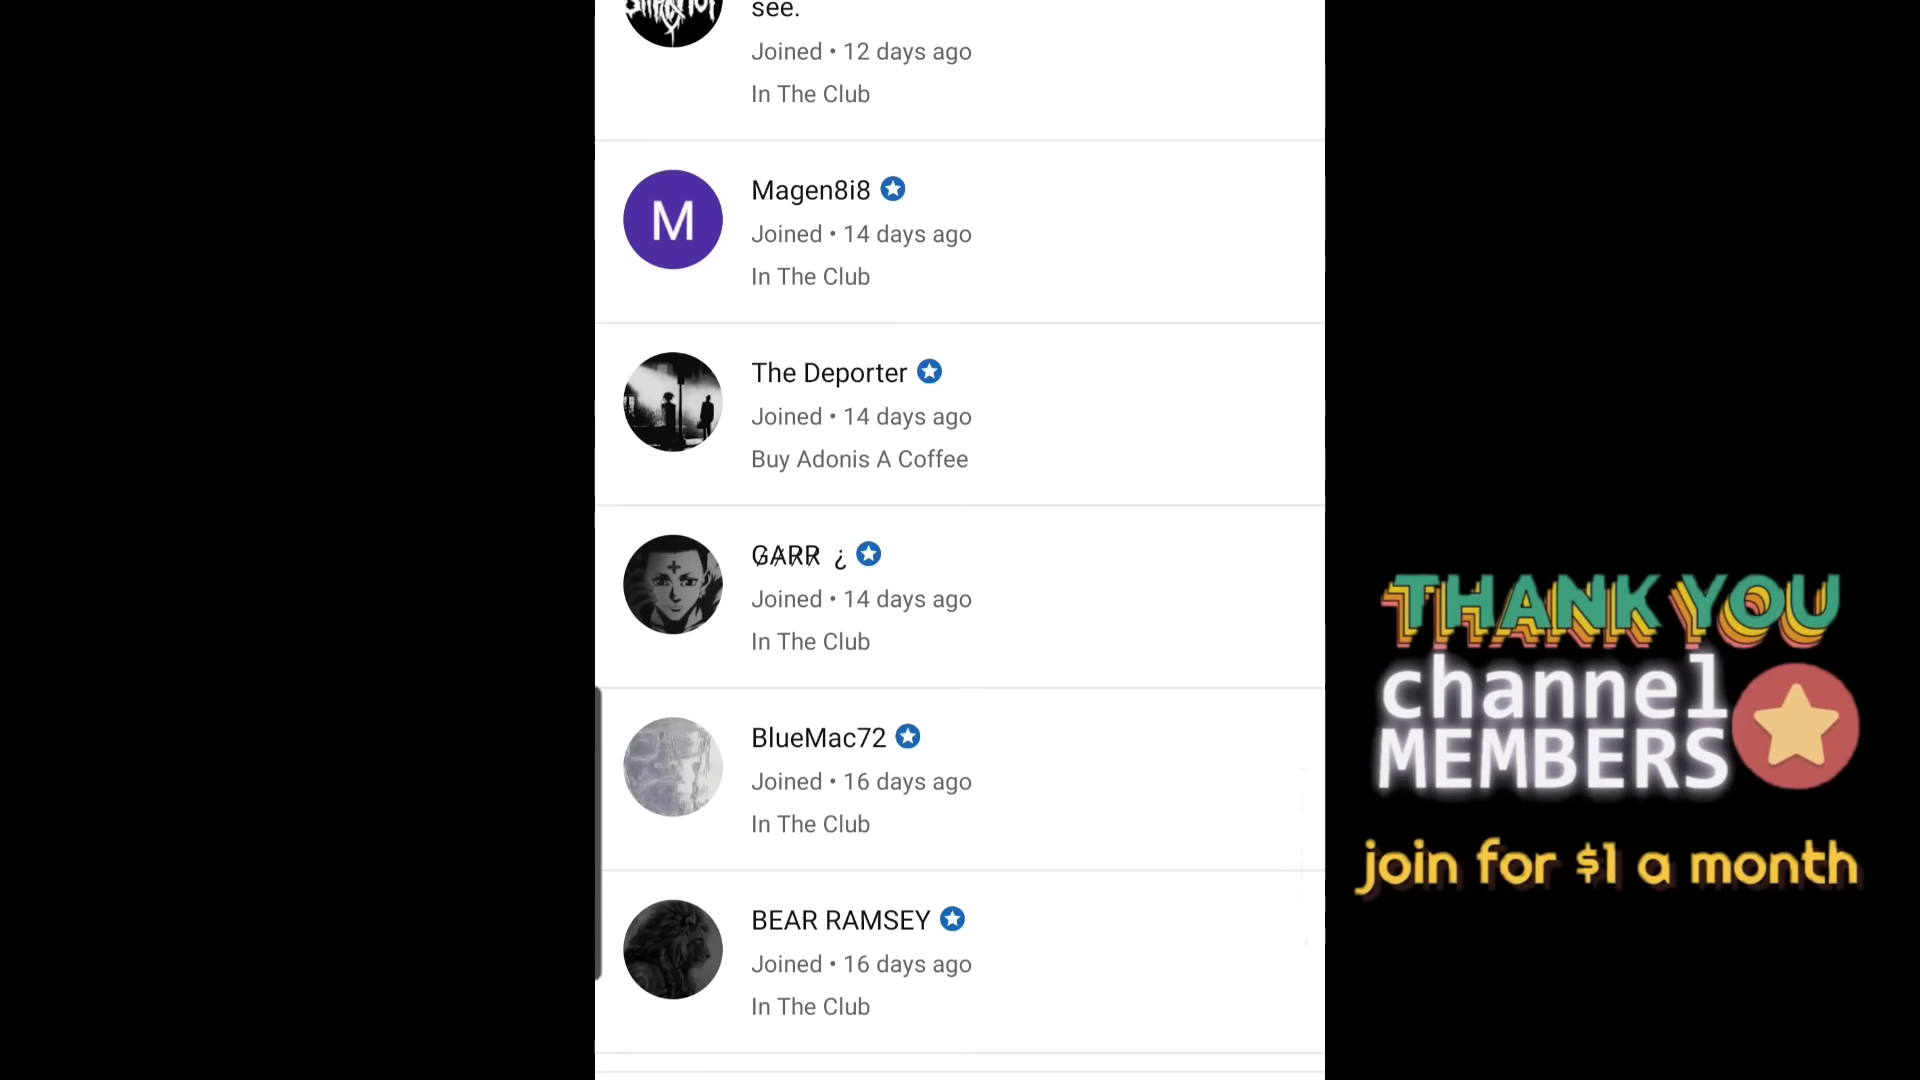 see.
Joined • 12 days ago
In The Club
M
Magen8i8
Joined • 14 days ago
In The Club
The Deporter
Joined • 14 days ago
Buy Adonis A Coffee
G̷A̷R̷R̷ ¿
Joined • 14 days ago
In The Club
BlueMac72
Joined • 16 days ago
In The Club
BEAR RAMSEY
Joined • 16 days ago
In The Club
THANK YOU
channel
MEMBERS
join for $1 a month